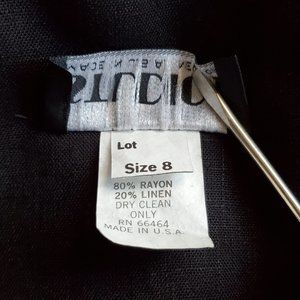 STUDIO
Lot
Size 8
80% RAYON
20% LINEN
DRY CLEAN
ONLY
RN 66464
MADE IN U.S.A.